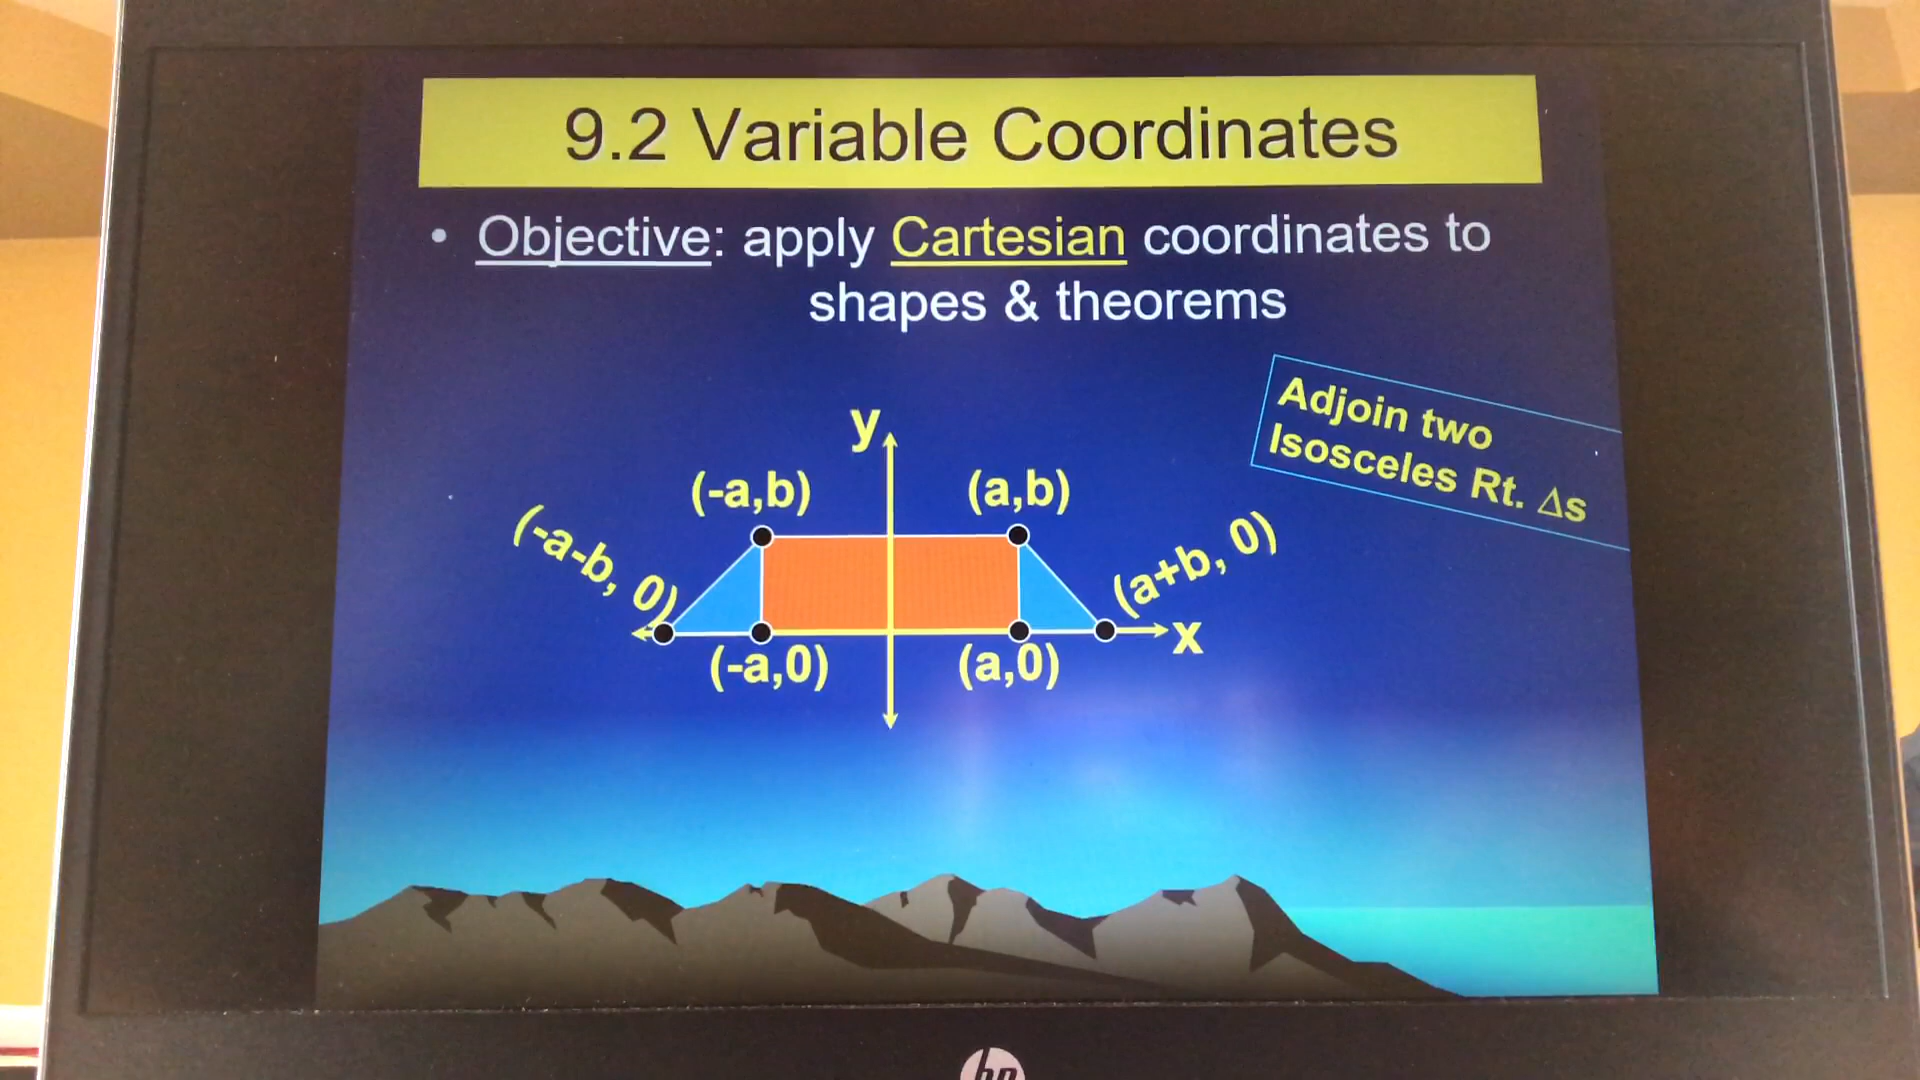 9.2 Variable Coordinates
• Objective: apply Cartesian coordinates to
shapes & theorems
Adjoin two
Isosceles Rt. Δs
y
(-a,b)
(a,b)
(-a-b, 0)
(a+b, 0)
x
(-a,0)
(a,0)
hp